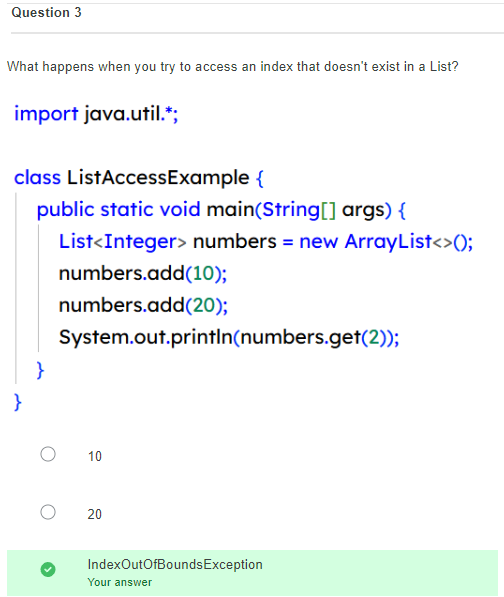 Question 3
What happens when you try to access an index that doesn't exist in a List?
import java.util.*;
class ListAccessExample {
public static void main(String[] args) {
List<Integer> numbers = new ArrayList<>();
numbers.add(10);
numbers.add(20);
System.out.println(numbers.get(2));
}
}
10
20
IndexOutOfBoundsException
Your answer